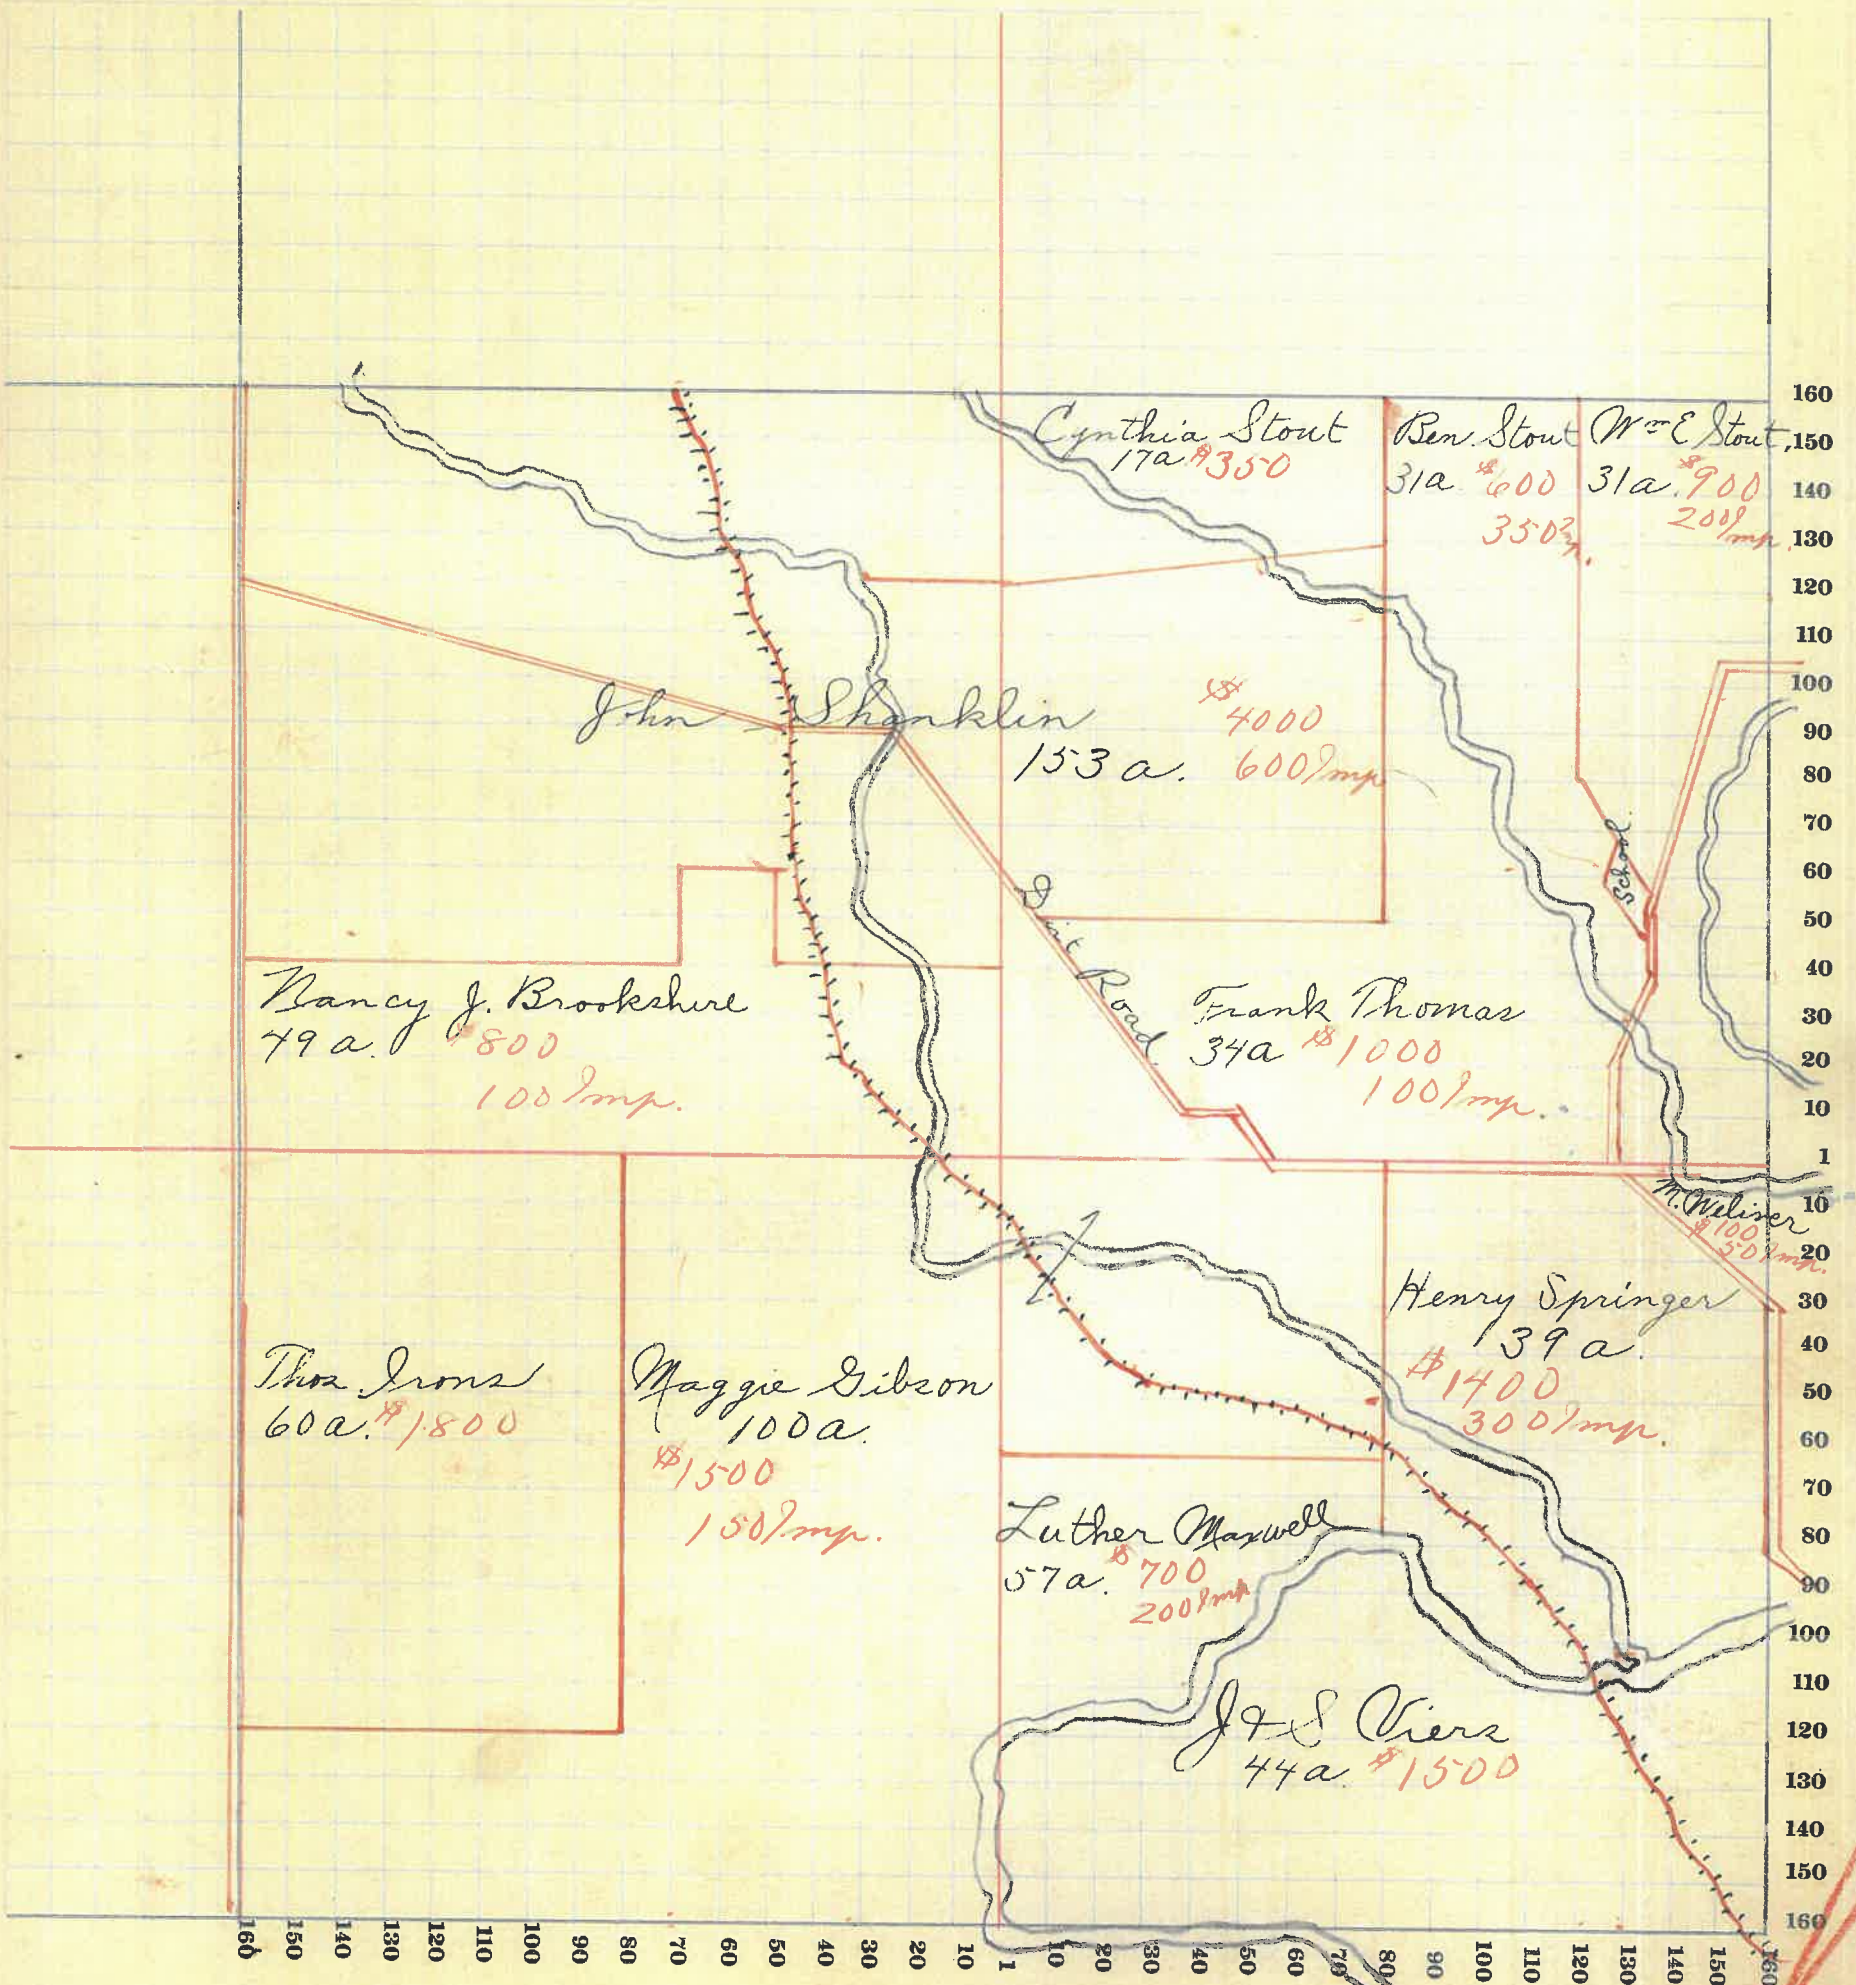 Cynthia Stout
17a $350
Ben. Stout
31a $600
350 Imp.
Wm E Stout,
31a. $900
200 Imp.
John Shanklin
153 a.
$4000
600 Imp
School
Dist Road
Nancy J. Brookshire
49 a. $800
100 Imp.
Frank Thomas
34a $1000
100 Imp.
M. Weliver
$100
50 Imp.
Thos. Irons
60a. $1800
Maggie Gibson
100a.
$1500
150 Imp.
Henry Springer
39 a.
$1400
300 Imp.
Luther Maxwell
57a. $700
200 Imp
J & S Viers
44a. $1500
160
150
140
130
120
110
100
90
80
70
60
50
40
30
20
10
1
10
20
30
40
50
60
70
80
90
100
110
120
130
140
150
160
160 150 140 130 120 110 100 90 80 70 60 50 40 30 20 10 1 10 20 30 40 50 60 70 80 90 100 110 120 130 140 150 160